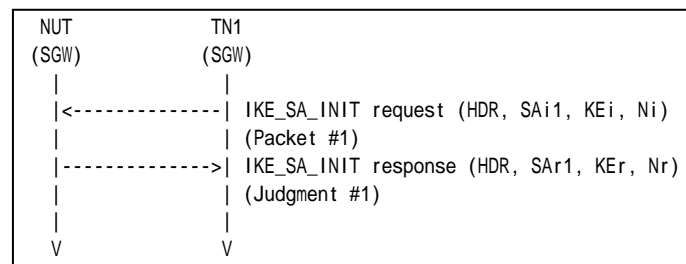 NUT TN1
(SGW) (SGW)
| |
|<--------------| IKE_SA_INIT request (HDR, SAi1, KEi, Ni)
| | (Packet #1)
|-------------->| IKE_SA_INIT response (HDR, SAr1, KEr, Nr)
| | (Judgment #1)
| |
V V